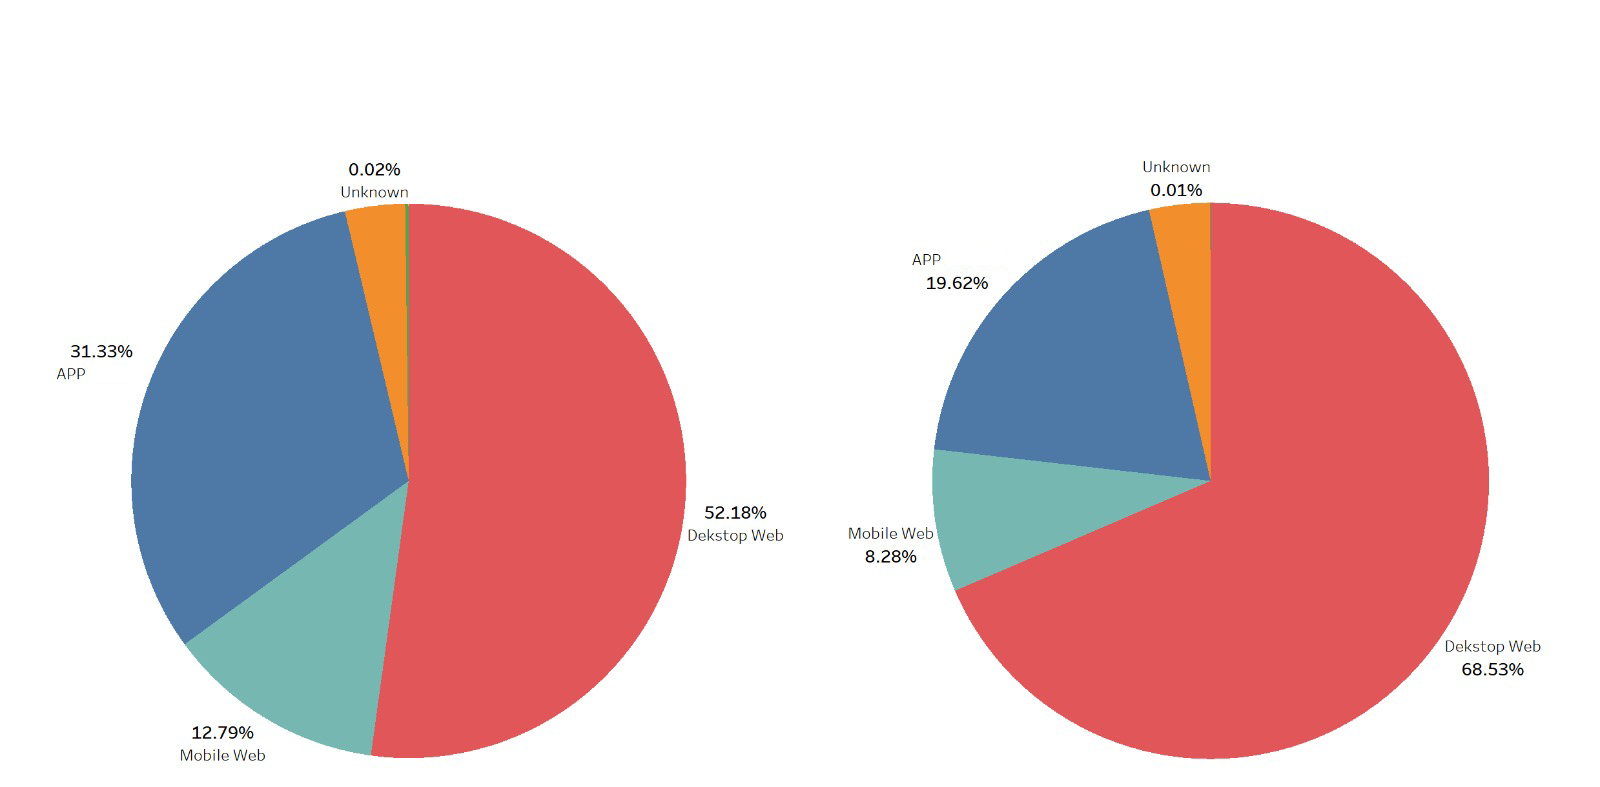 0.02%
Unknown
31.33%
APP
52.18%
Dekstop Web
12.79%
Mobile Web
Unknown
0.01%
APP
19.62%
Mobile Web
8.28%
Dekstop Web
68.53%